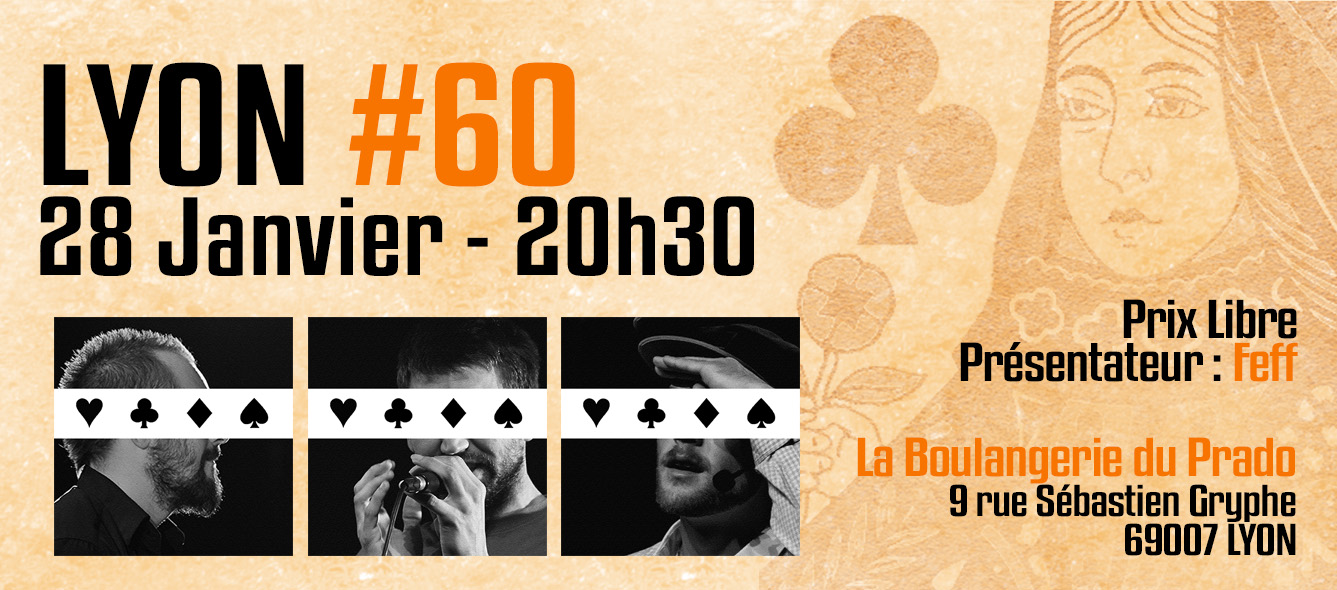 LYON #60
28 Janvier - 20h30
Prix Libre
Présentateur : Feff
La Boulangerie du Prado
9 rue Sébastien Gryphe
69007 LYON